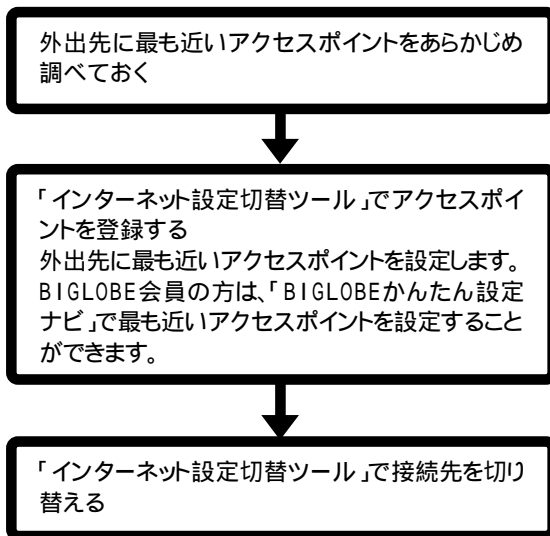 外出先に最も近いアクセスポイントをあらかじめ
調べておく
「インターネット設定切替ツール」でアクセスポイ
ントを登録する
外出先に最も近いアクセスポイントを設定します。
BIGLOBE会員の方は、「BIGLOBEかんたん設定
ナビ」で最も近いアクセスポイントを設定すること
ができます。
「インターネット設定切替ツール」で接続先を切り
替える